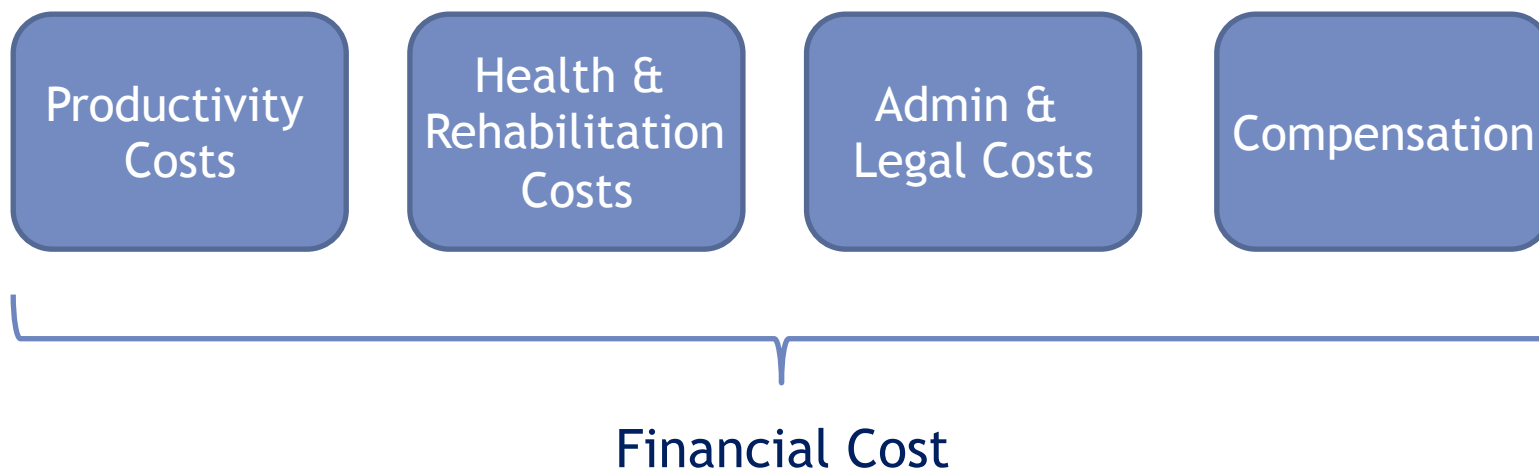 Productivity
Costs
Health &
Rehabilitation
Costs
Admin &
Legal Costs
Compensation
Financial Cost